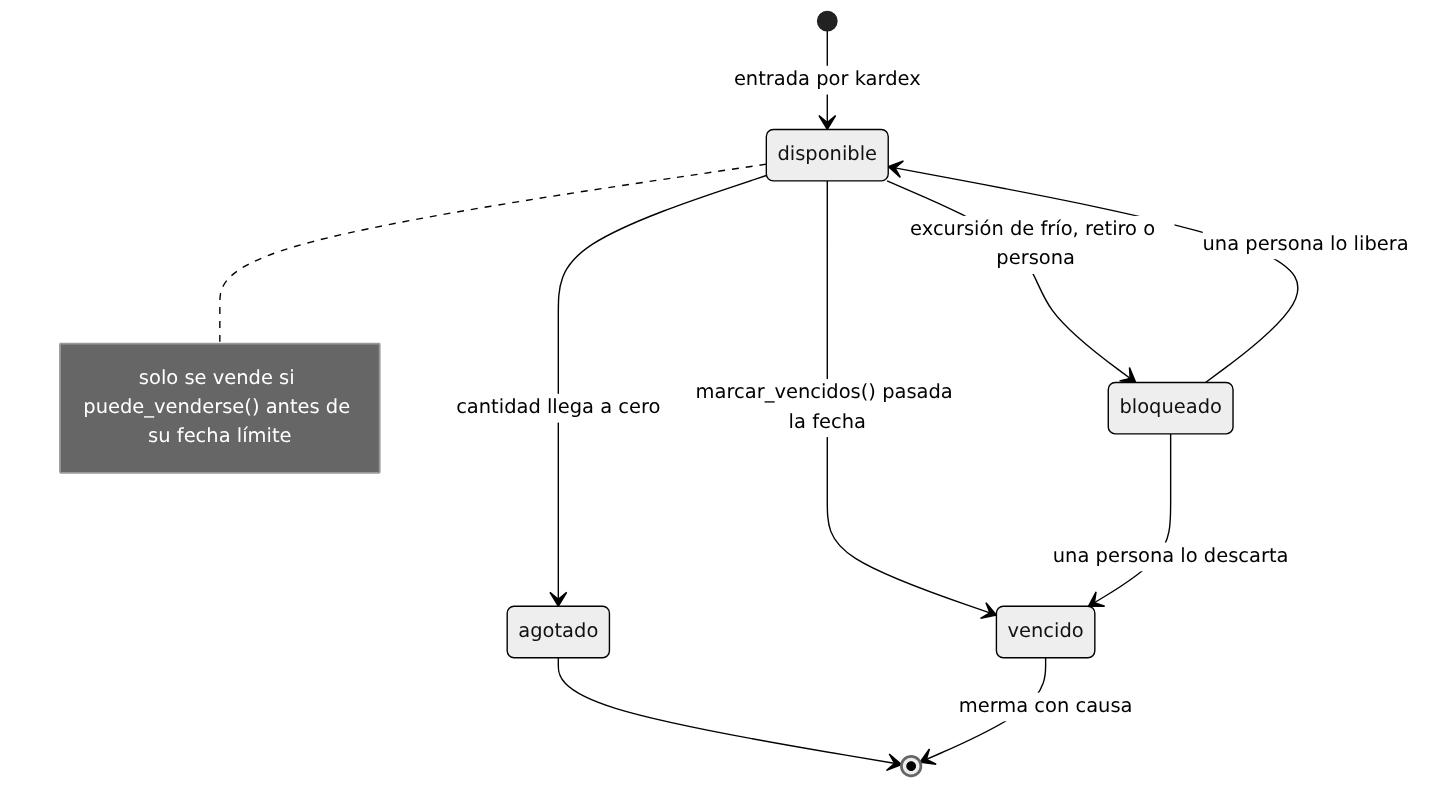 entrada por kardex
disponible
excursión de frío, retiro o
persona
una persona lo libera
solo se vende si
puede_venderse() antes de
su fecha límite
cantidad llega a cero
marcar_vencidos() pasada
la fecha
bloqueado
una persona lo descarta
agotado
vencido
merma con causa